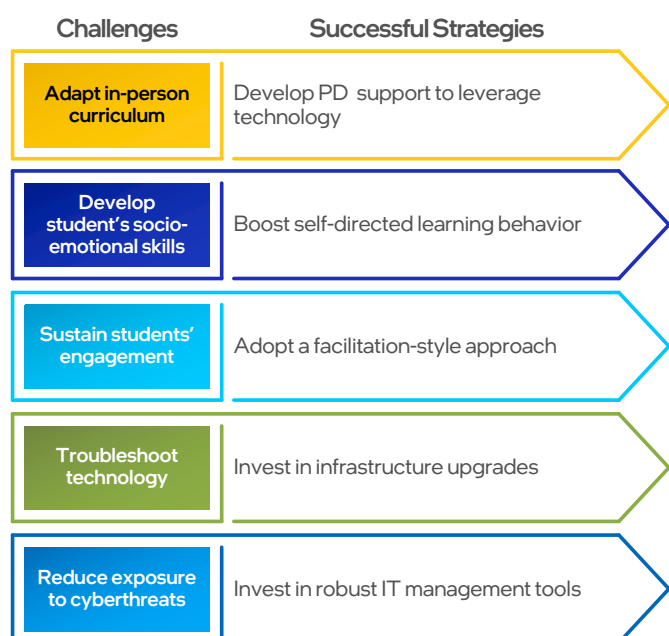 Challenges
Successful Strategies
Adapt in-person
curriculum
Develop PD support to leverage
technology
Develop
student's socio-
emotional skills
Boost self-directed learning behavior
Sustain students'
engagement
Adopt a facilitation-style approach
Troubleshoot
technology
Invest in infrastructure upgrades
Reduce exposure
to cyberthreats
Invest in robust IT management tools